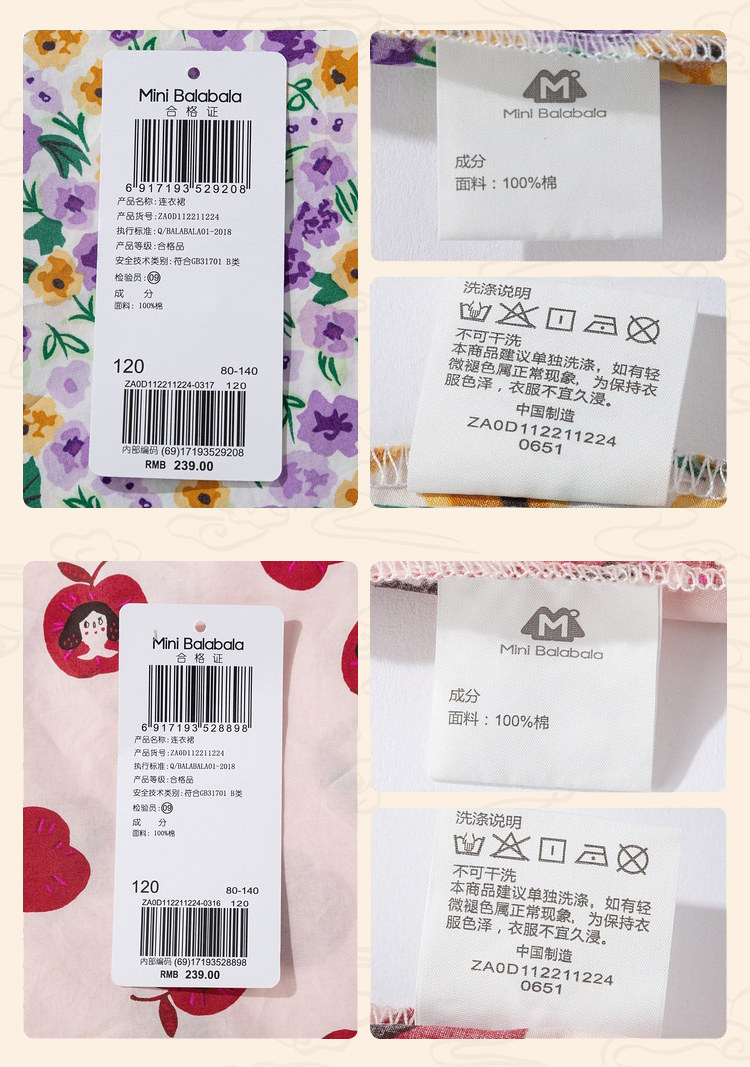 Mini Balabala
合格证
6 917193 529208
产品名称:连衣裙
产品货号:ZA0D112211224
执行标准:Q/BALABALA01-2018
产品等级:合格品
安全技术类别:符合GB31701 B类
检验员:09
成 分
面料: 100%棉
120 80-140
ZA0D112211224-0317 120
内部编码 (69)17193529208
RMB 239.00
M
Mini Balabala
成分
面料：100%棉
洗涤说明
不可干洗
本商品建议单独洗涤，如有轻
微褪色属正常现象，为保持衣
服色泽，衣服不宜久浸。
中国制造
ZA0D112211224
0651
Mini Balabala
合格证
6 917193 528898
产品名称:连衣裙
产品货号:ZA0D112211224
执行标准:Q/BALABALA01-2018
产品等级:合格品
安全技术类别:符合GB31701 B类
检验员:09
成 分
面料: 100%棉
120 80-140
ZA0D112211224-0316 120
内部编码 (69)17193528898
RMB 239.00
M
Mini Balabala
成分
面料：100%棉
洗涤说明
不可干洗
本商品建议单独洗涤，如有轻
微褪色属正常现象，为保持衣
服色泽，衣服不宜久浸。
中国制造
ZA0D112211224
0651